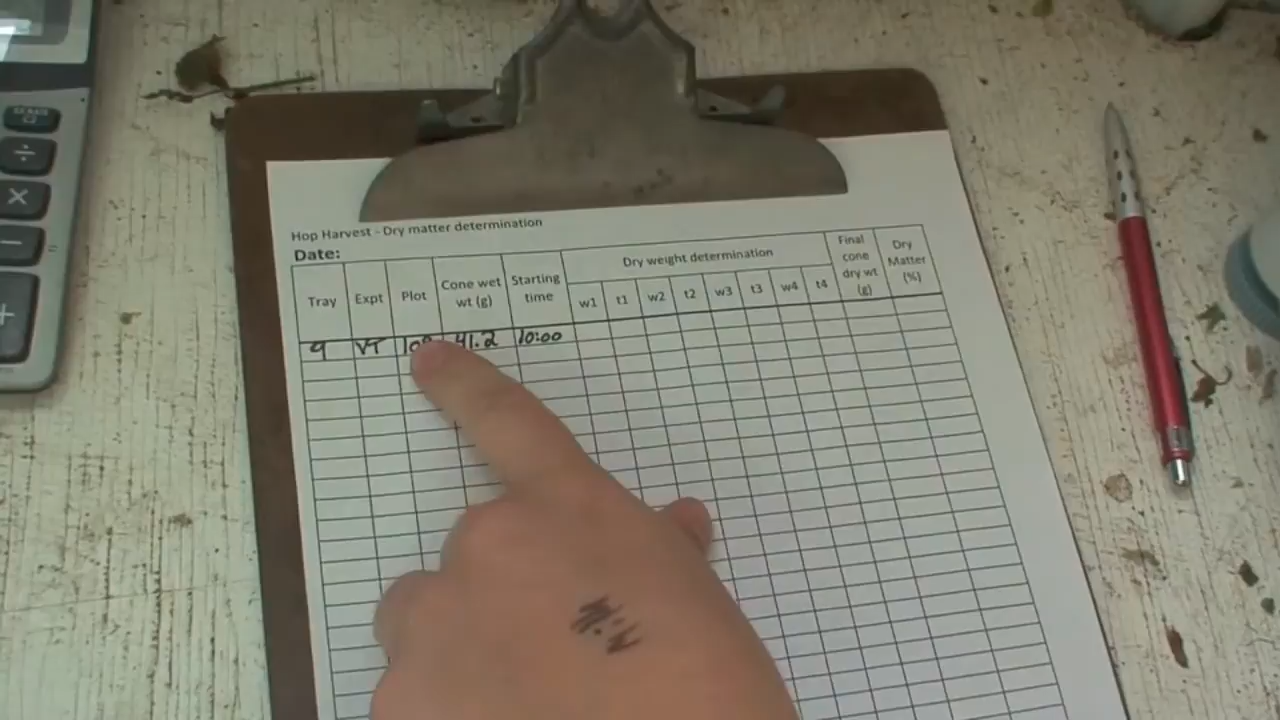 Hop Harvest - Dry matter determination
Date:
Tray Expt Plot Cone wet wt (g) Starting time Dry weight determination w1 t1 w2 t2 w3 t3 w4 t4 Final cone dry wt (g) Dry Matter (%)
9 VT 41.2 10:00
÷
×
−
+